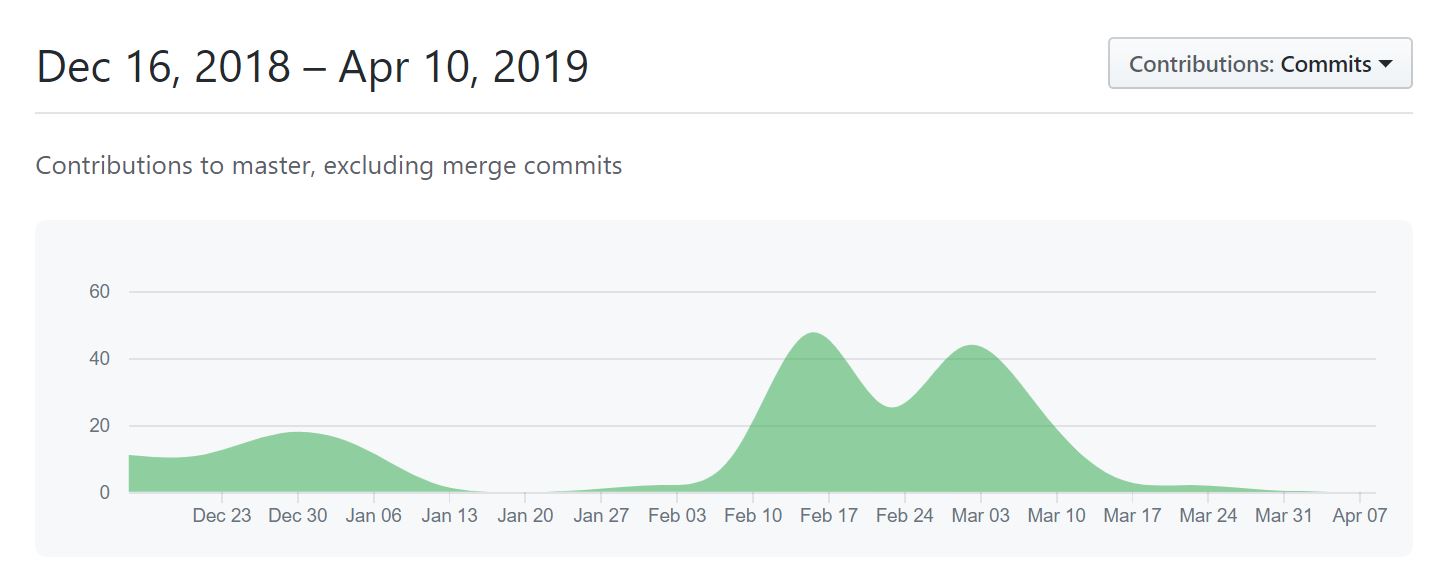 Dec 16, 2018 – Apr 10, 2019
Contributions: Commits
Contributions to master, excluding merge commits
60
40
20
0
Dec 23 Dec 30 Jan 06 Jan 13 Jan 20 Jan 27 Feb 03 Feb 10 Feb 17 Feb 24 Mar 03 Mar 10 Mar 17 Mar 24 Mar 31 Apr 07